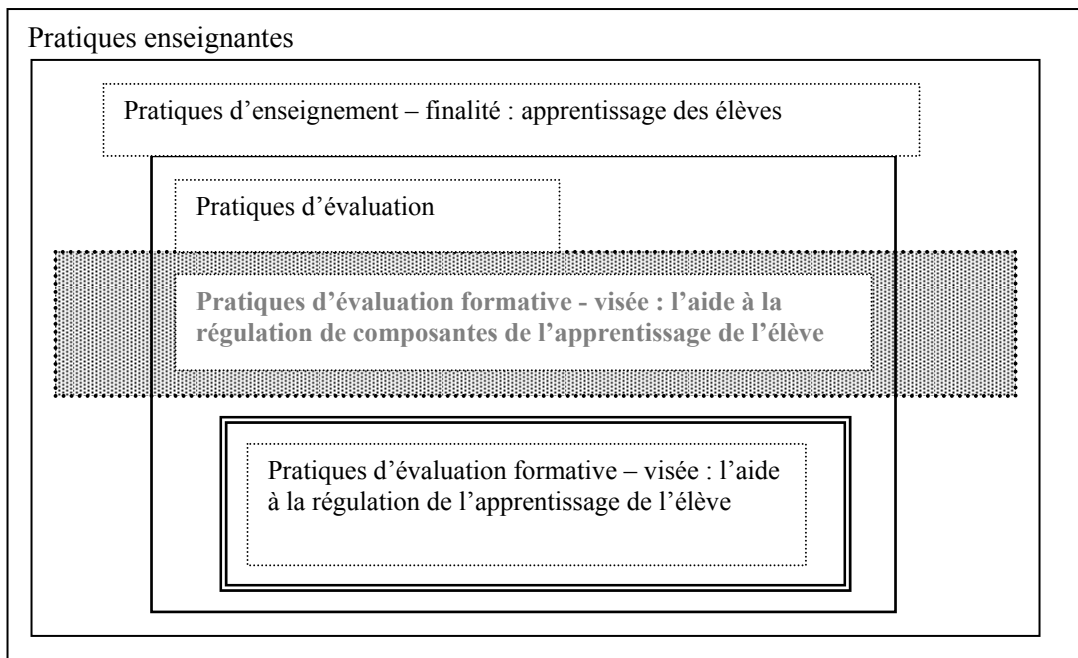 Pratiques enseignantes
Pratiques d’enseignement – finalité : apprentissage des élèves
Pratiques d’évaluation
Pratiques d’évaluation formative - visée : l’aide à la
régulation de composantes de l’apprentissage de l’élève
Pratiques d’évaluation formative – visée : l’aide
à la régulation de l’apprentissage de l’élève